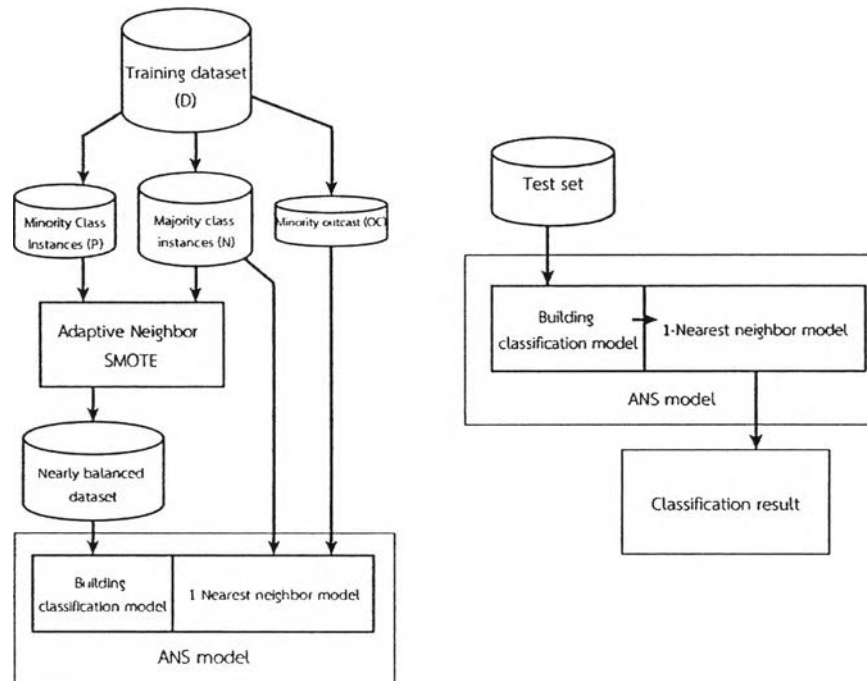 Training dataset
(D)
Minority Class
Instances (P)
Majority class
instances (N)
Minority outcast (OC)
Adaptive Neighbor
SMOTE
Nearly balanced
dataset
Building
classification model
1 Nearest neighbor model
ANS model
Test set
Building
classification model
1-Nearest neighbor model
ANS model
Classification result